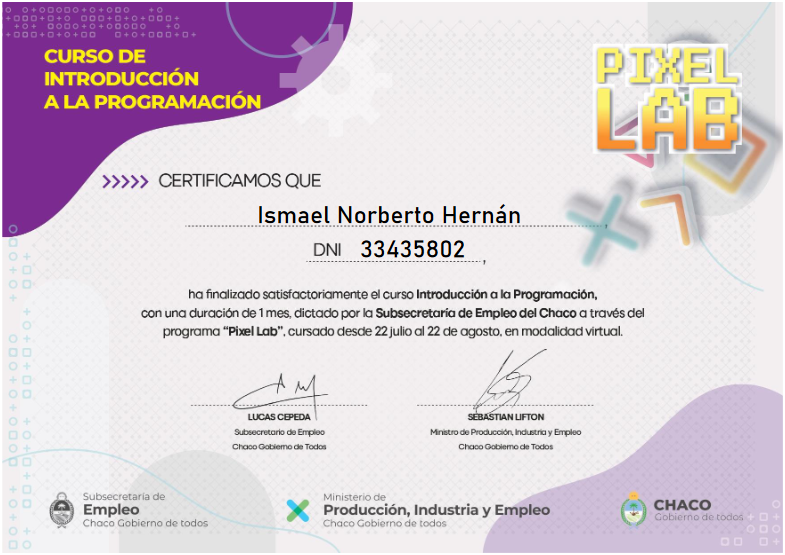 CURSO DE
INTRODUCCIÓN
A LA PROGRAMACIÓN
PIXEL
LAB
>>>>> CERTIFICAMOS QUE
Ismael Norberto Hernán,
DNI 33435802,
ha finalizado satisfactoriamente el curso Introducción a la Programación,
con una duración de 1 mes, dictado por la Subsecretaría de Empleo del Chaco a través del
programa “Pixel Lab”, cursado desde 22 julio al 22 de agosto, en modalidad virtual.
LUCAS CEPEDA
Subsecretario de Empleo
Chaco Gobierno de Todos
SEBASTIAN LIFTON
Ministro de Producción, Industria y Empleo
Chaco Gobierno de Todos
Subsecretaría de
Empleo
Chaco Gobierno de todos
Ministerio de
Producción, Industria y Empleo
Chaco Gobierno de todos
CHACO
Gobierno de todos